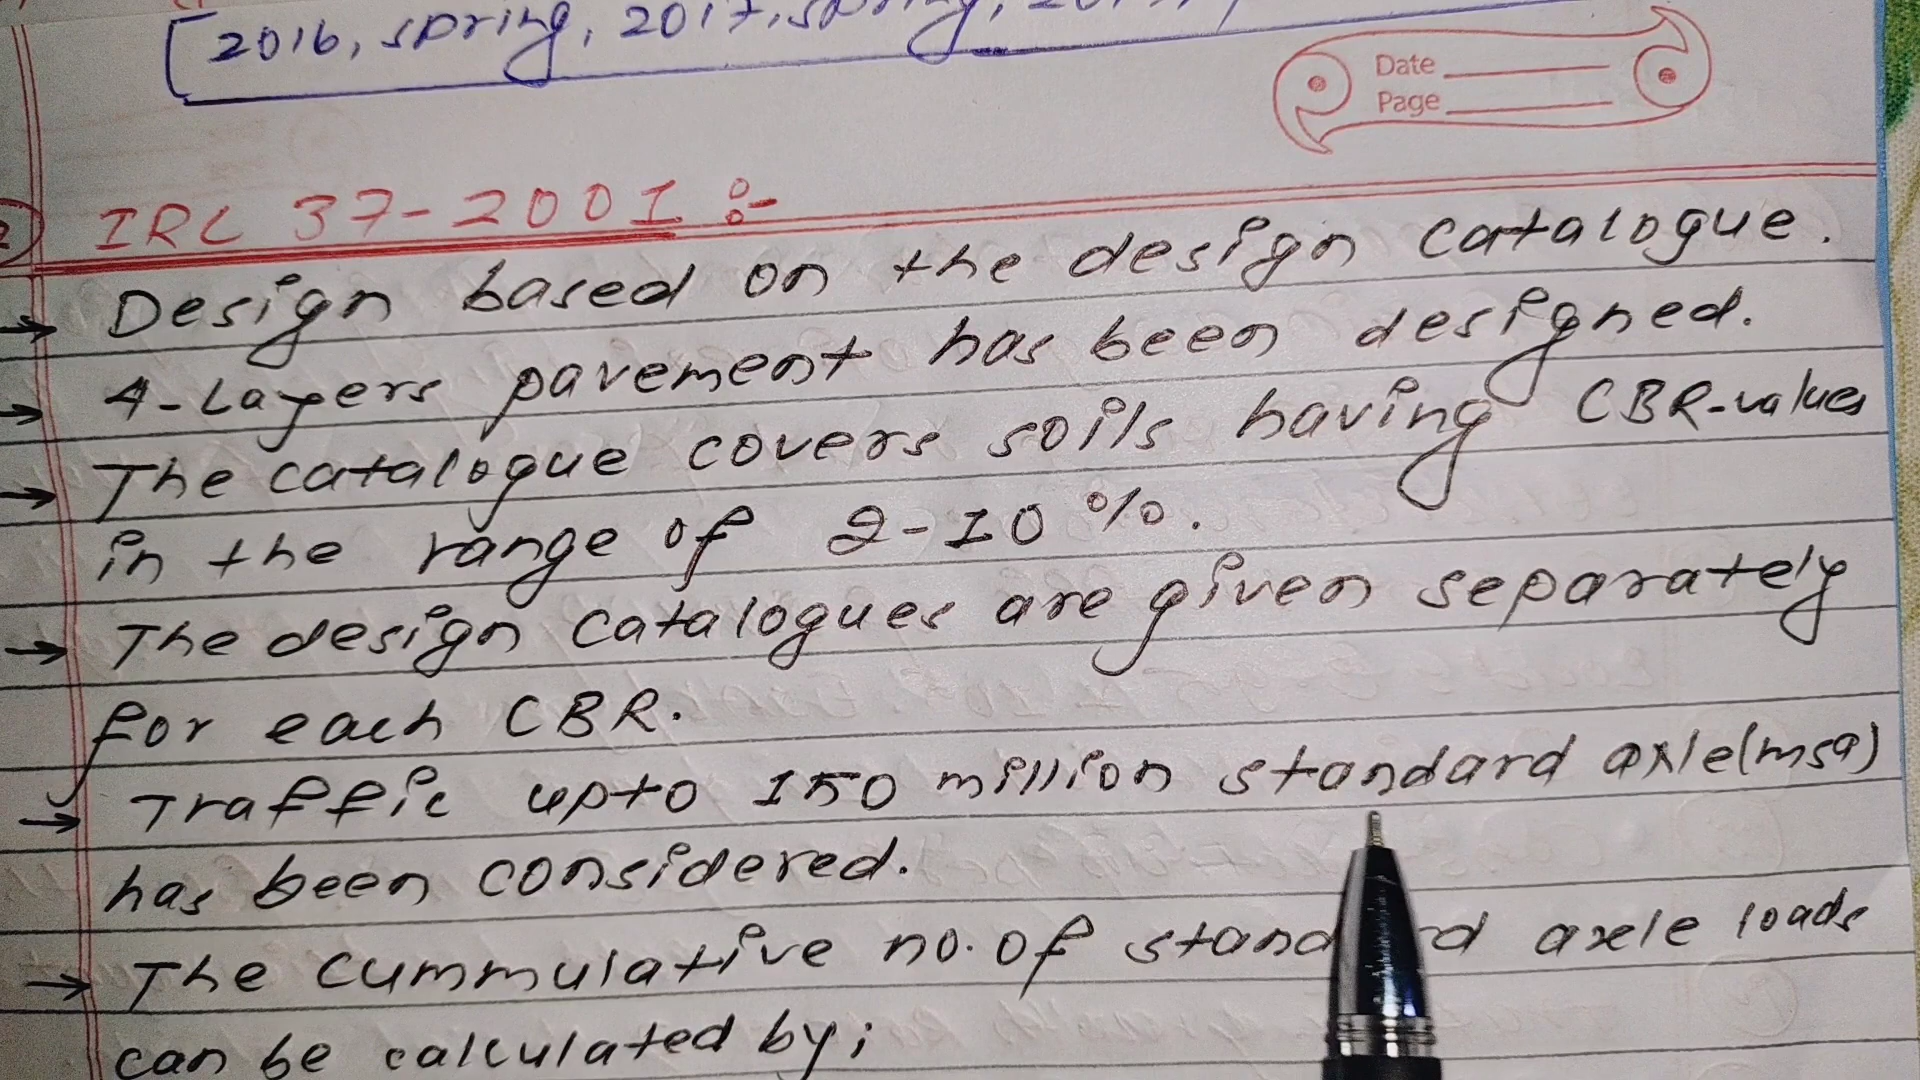 [2016, spring, 2017, spring,
Date
Page
IRC 37-2001 :-
→ Design based on the design catalogue.
→ 4-Layers pavement has been designed.
→ The catalogue covers soils having CBR-values
in the range of 2-10 %.
→ The design catalogues are given separately
for each CBR.
→ Traffic upto 150 million standard axle(msa)
has been considered.
→ The cummulative no. of standard axle loads
can be calculated by;